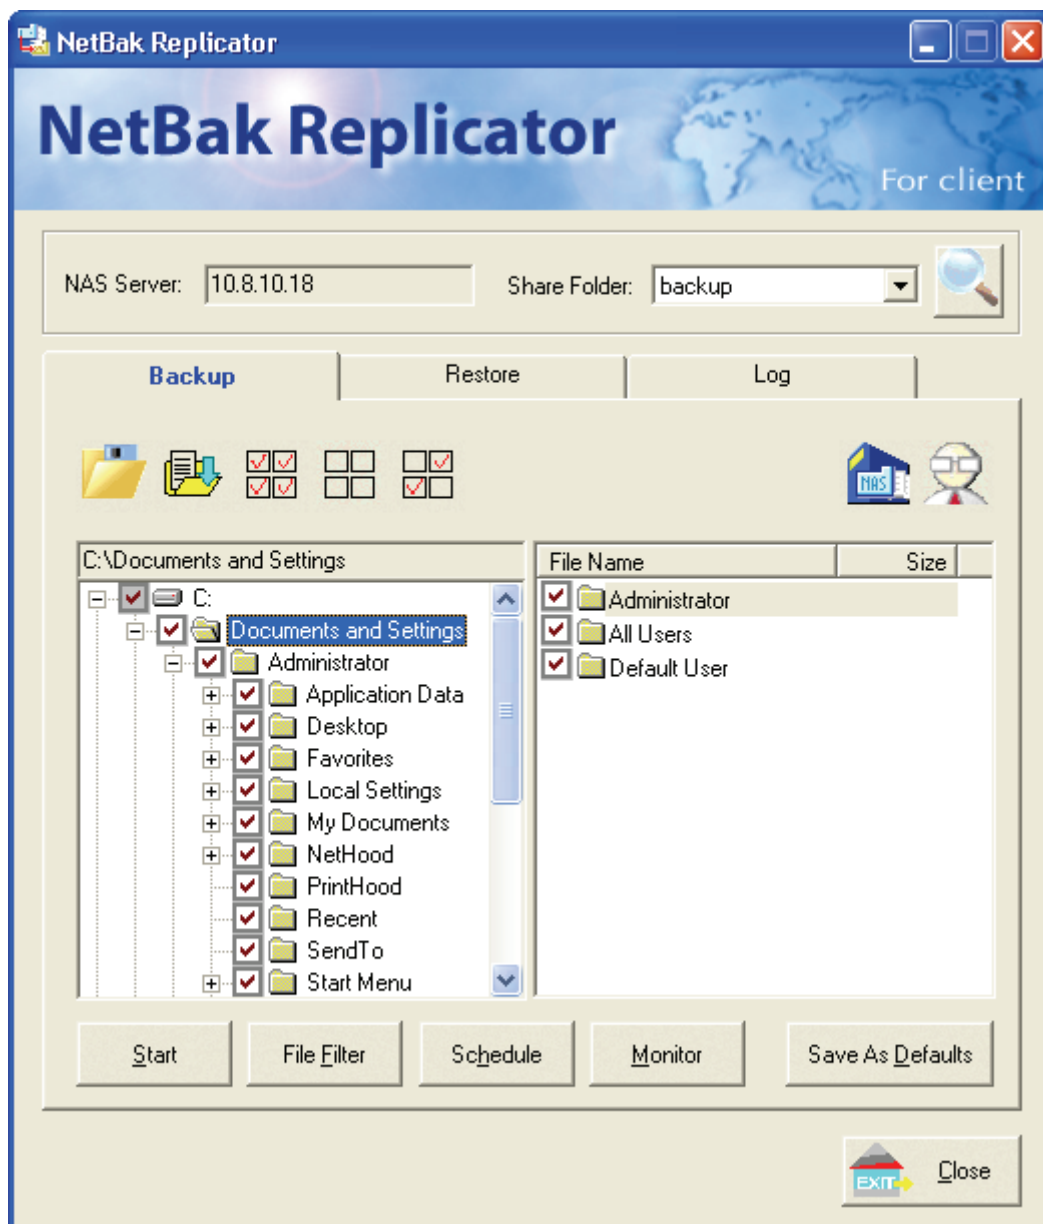 NetBak Replicator
NetBak Replicator
For client
NAS Server: 10.8.10.18 Share Folder: backup
Backup Restore Log
NAS
C:\Documents and Settings
C:
Documents and Settings
Administrator
Application Data
Desktop
Favorites
Local Settings
My Documents
NetHood
PrintHood
Recent
SendTo
Start Menu
File Name Size
Administrator
All Users
Default User
Start File Filter Schedule Monitor Save As Defaults
EXIT Close